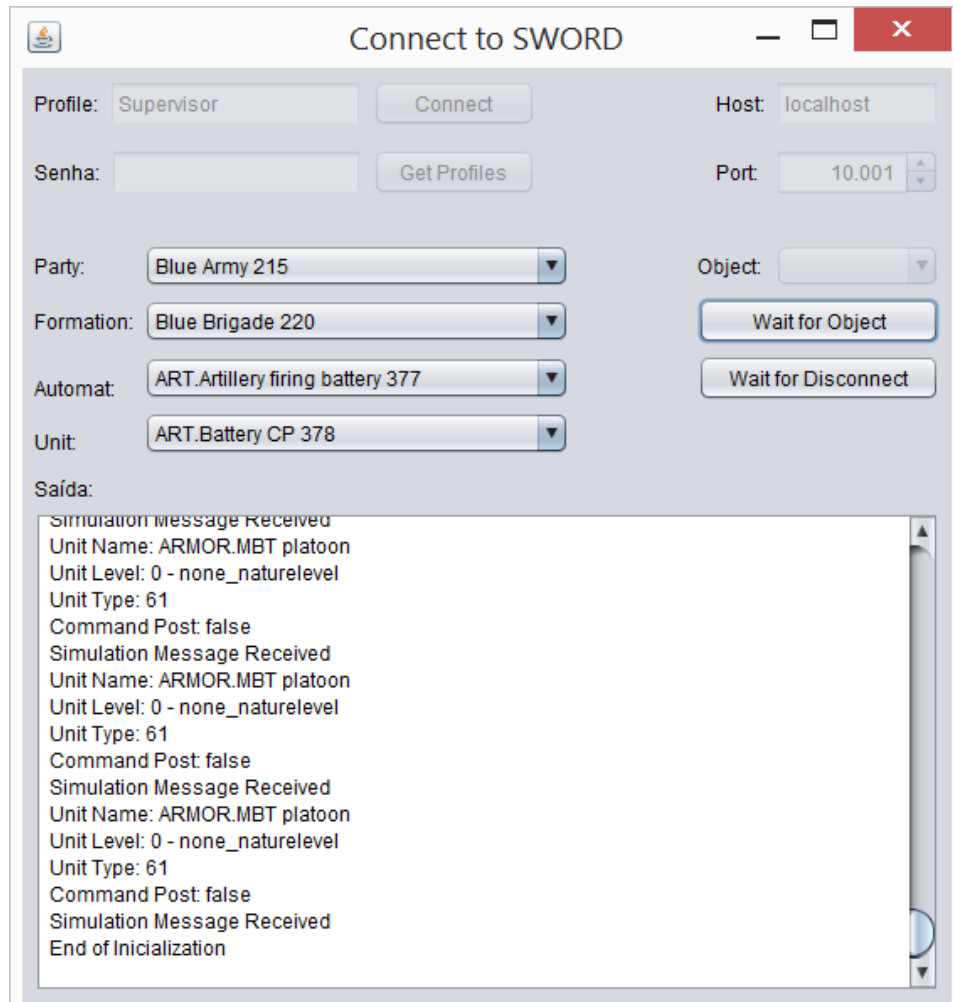 Connect to SWORD
Profile: Supervisor Connect Host: localhost
Senha: Get Profiles Port: 10.001
Party: Blue Army 215 Object:
Formation: Blue Brigade 220 Wait for Object
Automat: ART.Artillery firing battery 377 Wait for Disconnect
Unit: ART.Battery CP 378
Saída:
Simulation Message Received
Unit Name: ARMOR.MBT platoon
Unit Level: 0 - none_naturelevel
Unit Type: 61
Command Post: false
Simulation Message Received
Unit Name: ARMOR.MBT platoon
Unit Level: 0 - none_naturelevel
Unit Type: 61
Command Post: false
Simulation Message Received
Unit Name: ARMOR.MBT platoon
Unit Level: 0 - none_naturelevel
Unit Type: 61
Command Post: false
Simulation Message Received
End of Inicialization